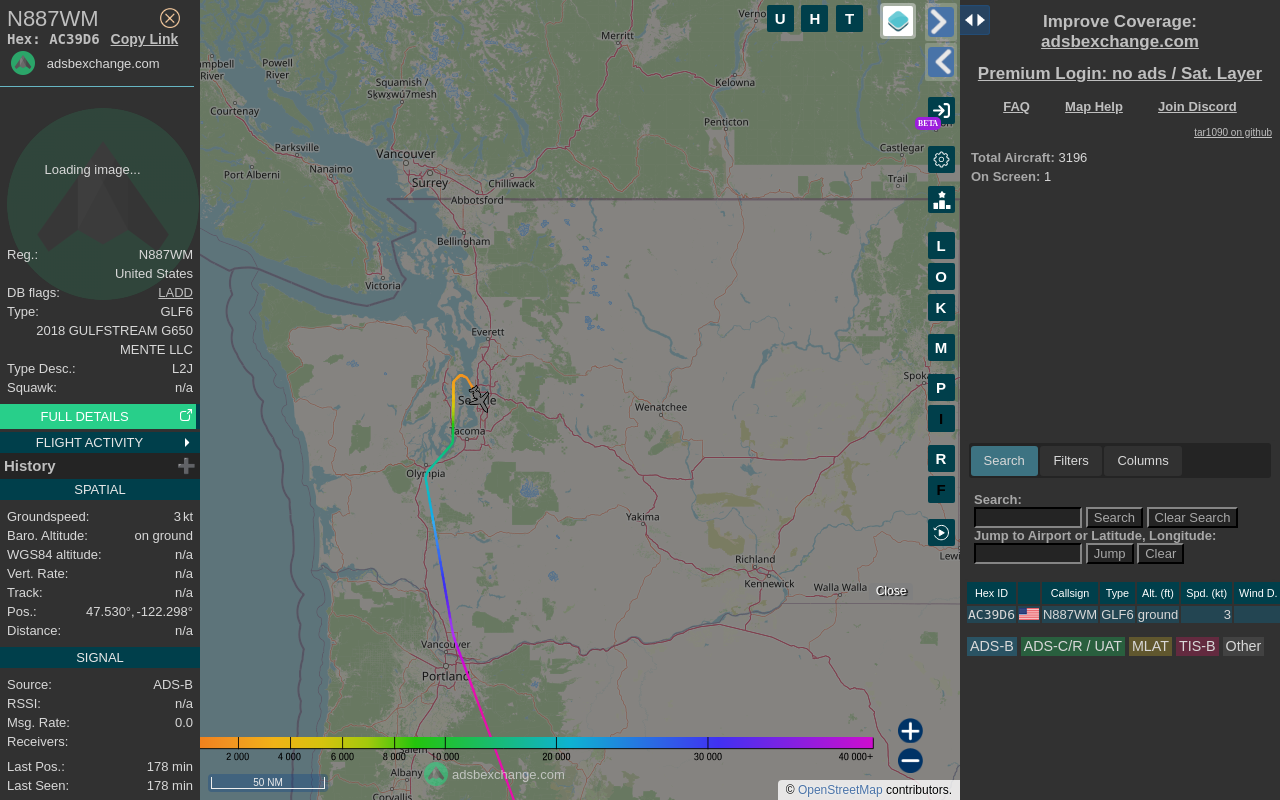 N887WM
Hex: AC39D6 Copy Link
adsbexchange.com
Loading image...
Reg.: N887WM
United States
DB flags: LADD
Type: GLF6
2018 GULFSTREAM G650
MENTE LLC
Type Desc.: L2J
Squawk: n/a
FULL DETAILS
FLIGHT ACTIVITY
History
SPATIAL
Groundspeed: 3 kt
Baro. Altitude: on ground
WGS84 altitude: n/a
Vert. Rate: n/a
Track: n/a
Pos.: 47.530°, -122.298°
Distance: n/a
SIGNAL
Source: ADS-B
RSSI: n/a
Msg. Rate: 0.0
Receivers:
Last Pos.: 178 min
Last Seen: 178 min
U H T
Merritt
Powell
River
River
Squamish /
Sḵwx̱wú7mesh
Kelowna
Courtenay
Penticton
Parksville
Vancouver
Castlegar
Port Alberni
Nanaimo
Surrey
Chilliwack
Trail
Abbotsford
Bellingham
Victoria
Everett
Wenatchee
Tacoma
Olympia
Yakima
Richland
Kennewick
Walla Walla
Vancouver
Portland
Albany
Corvallis
BETA
L
O
K
M
P
I
R
F
Close
2 000 4 000 6 000 8 000 10 000 20 000 30 000 40 000+
adsbexchange.com
50 NM
© OpenStreetMap contributors.
Improve Coverage:
adsbexchange.com
Premium Login: no ads / Sat. Layer
FAQ Map Help Join Discord
tar1090 on github
Total Aircraft: 3196
On Screen: 1
Search Filters Columns
Search:
Search Clear Search
Jump to Airport or Latitude, Longitude:
Jump Clear
Hex ID Callsign Type Alt. (ft) Spd. (kt) Wind D.
AC39D6 N887WM GLF6 ground 3
ADS-B ADS-C/R / UAT MLAT TIS-B Other